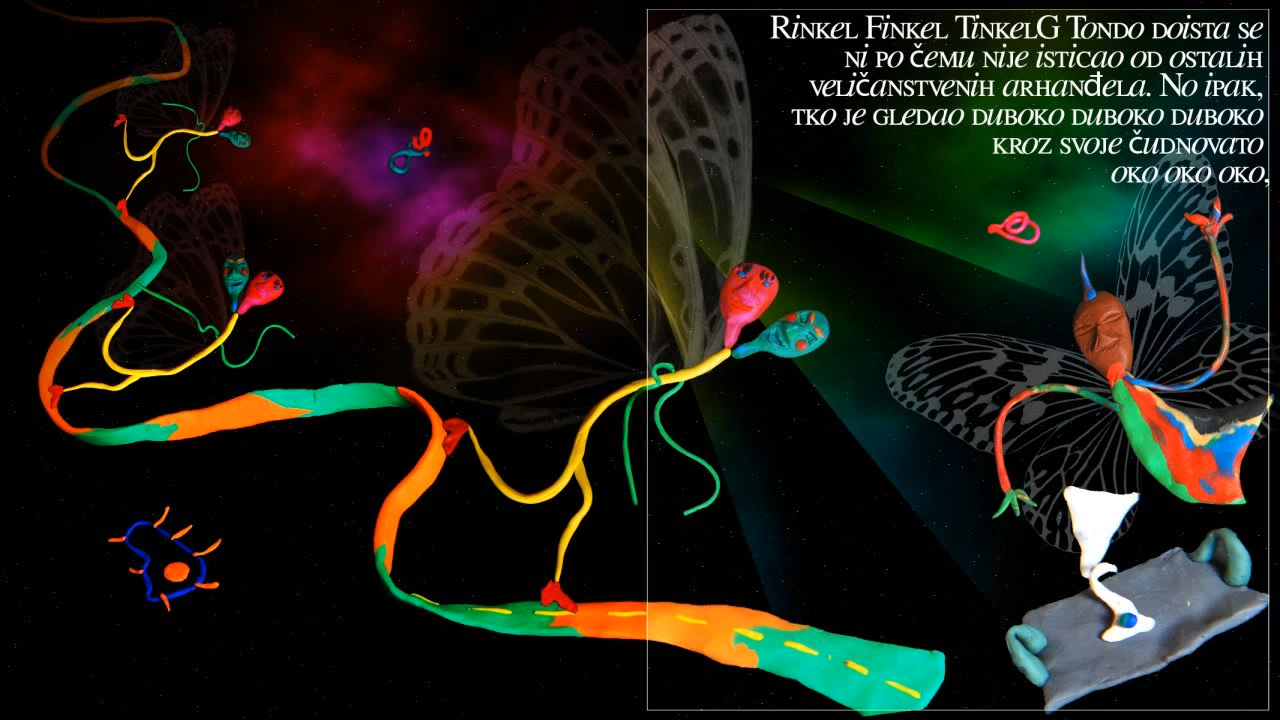 Rinkel Finkel TinkelG Tondo doista se
ni po čemu nije isticao od ostalih
veličanstvenih arhanđela. No ipak,
tko je gledao duboko duboko duboko
kroz svoje čudnovato
oko oko oko,